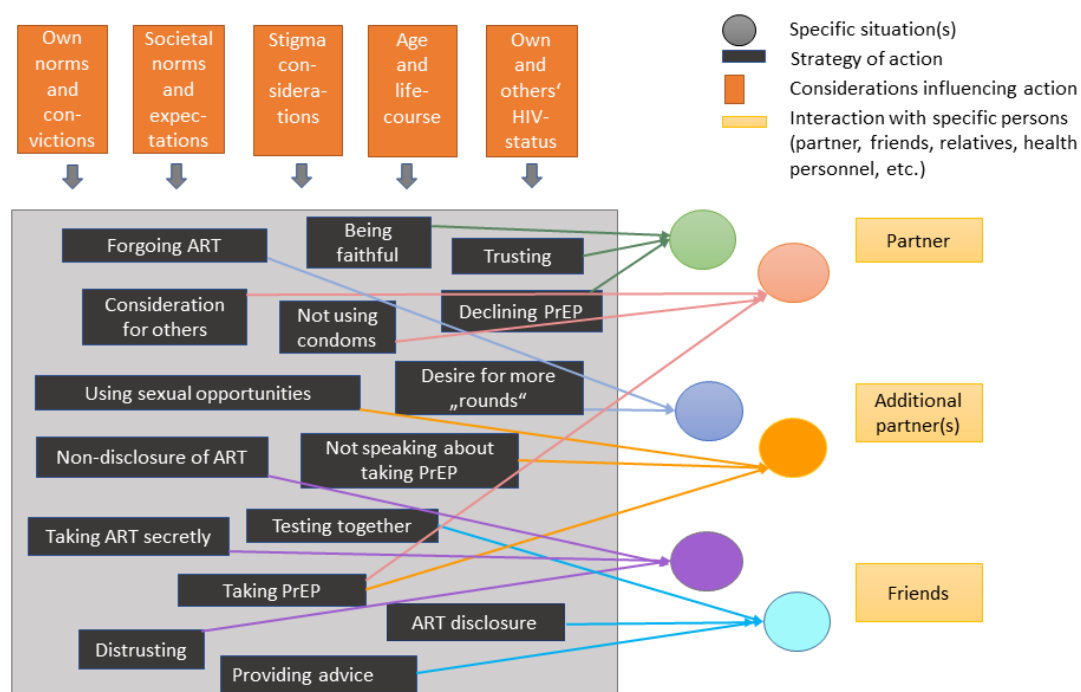 Own
norms
and
con-
victions
Societal
norms
and
expec-
tations
Stigma
con-
sidera-
tions
Age
and
life-
course
Own
and
others‘
HIV-
status
Specific situation(s)
Strategy of action
Considerations influencing action
Interaction with specific persons
(partner, friends, relatives, health
personnel, etc.)
Forgoing ART
Being
faithful
Trusting
Partner
Consideration
for others
Not using
condoms
Declining PrEP
Using sexual opportunities
Desire for more
„rounds“
Additional
partner(s)
Non-disclosure of ART
Not speaking about
taking PrEP
Taking ART secretly
Testing together
Taking PrEP
Friends
ART disclosure
Distrusting
Providing advice